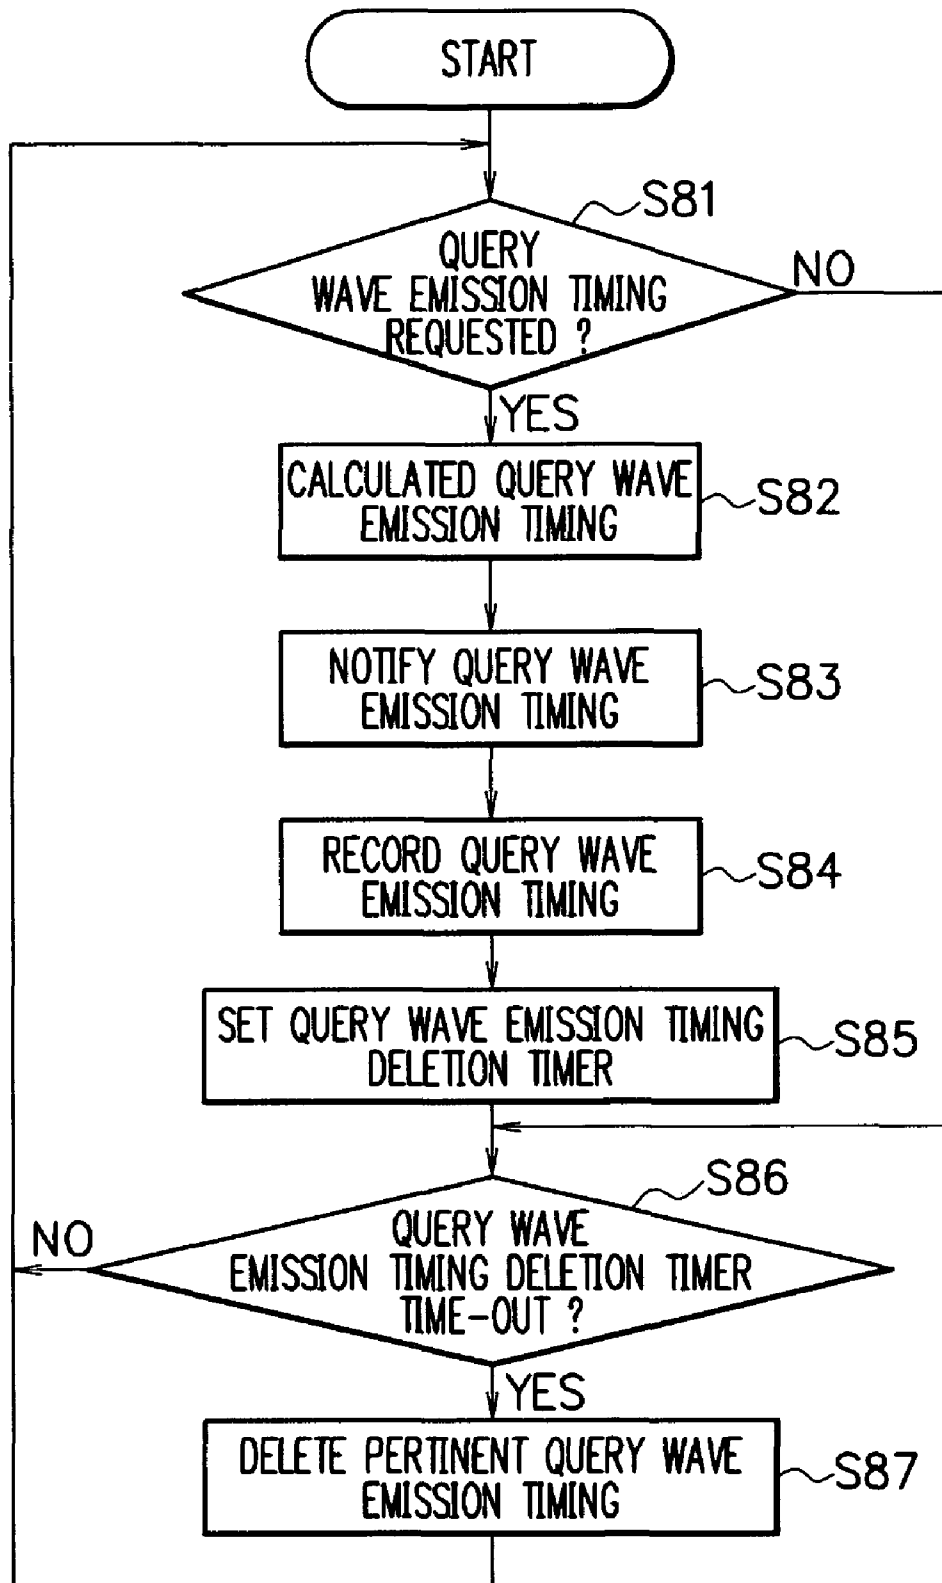 START
S81
QUERY
WAVE EMISSION TIMING
REQUESTED ?
NO
YES
CALCULATED QUERY WAVE
EMISSION TIMING
S82
NOTIFY QUERY WAVE
EMISSION TIMING
S83
RECORD QUERY WAVE
EMISSION TIMING
S84
SET QUERY WAVE EMISSION TIMING
DELETION TIMER
S85
S86
QUERY WAVE
EMISSION TIMING DELETION TIMER
TIME-OUT ?
NO
YES
DELETE PERTINENT QUERY WAVE
EMISSION TIMING
S87